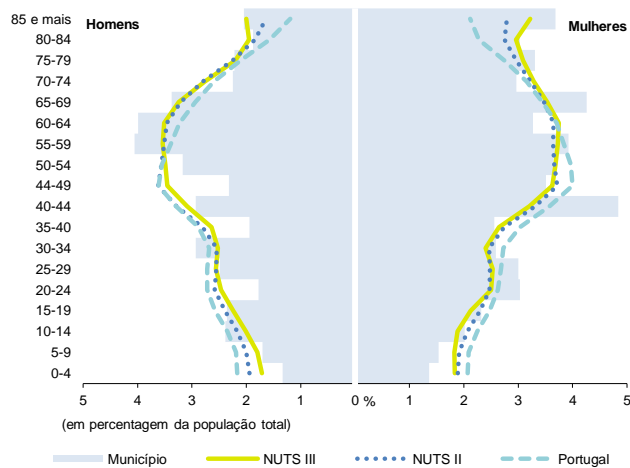 85 e mais
Homens
Mulheres
80-84
75-79
70-74
65-69
60-64
55-59
50-54
44-49
40-44
35-40
30-34
25-29
20-24
15-19
10-14
5-9
0-4
5 4 3 2 1 0 % 1 2 3 4 5
(em percentagem da população total)
Município NUTS III NUTS II Portugal